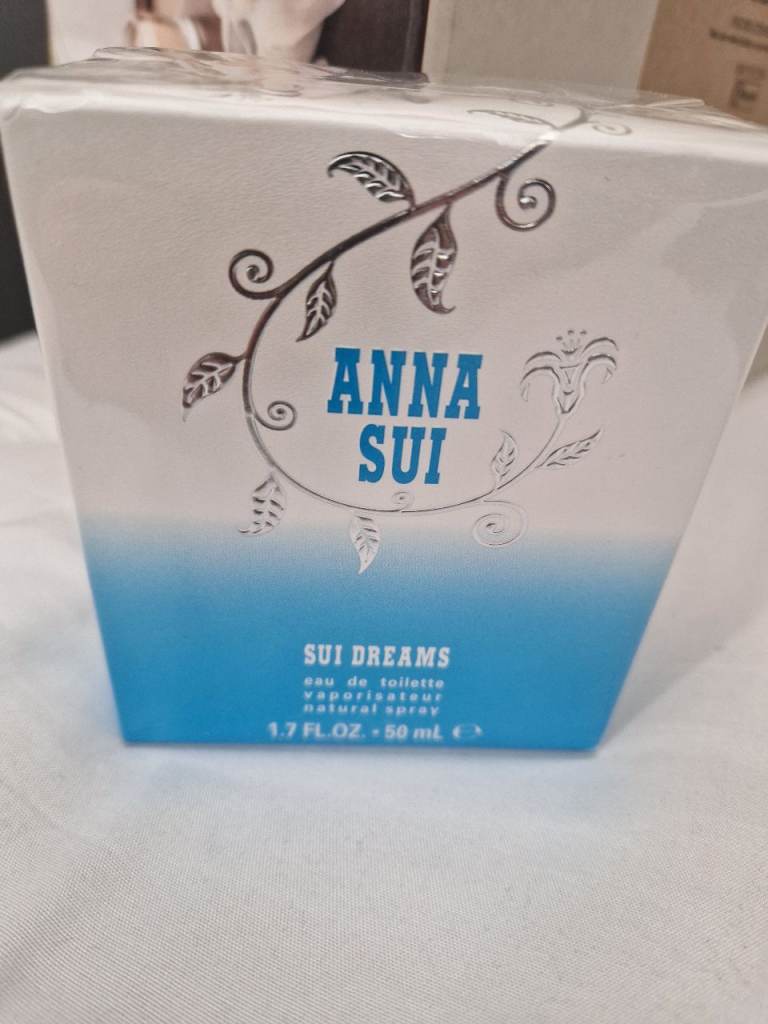 ANNA
SUI
SUI DREAMS
eau de toilette
vaporisateur
natural spray
1.7 FL.OZ. • 50 mL ℮